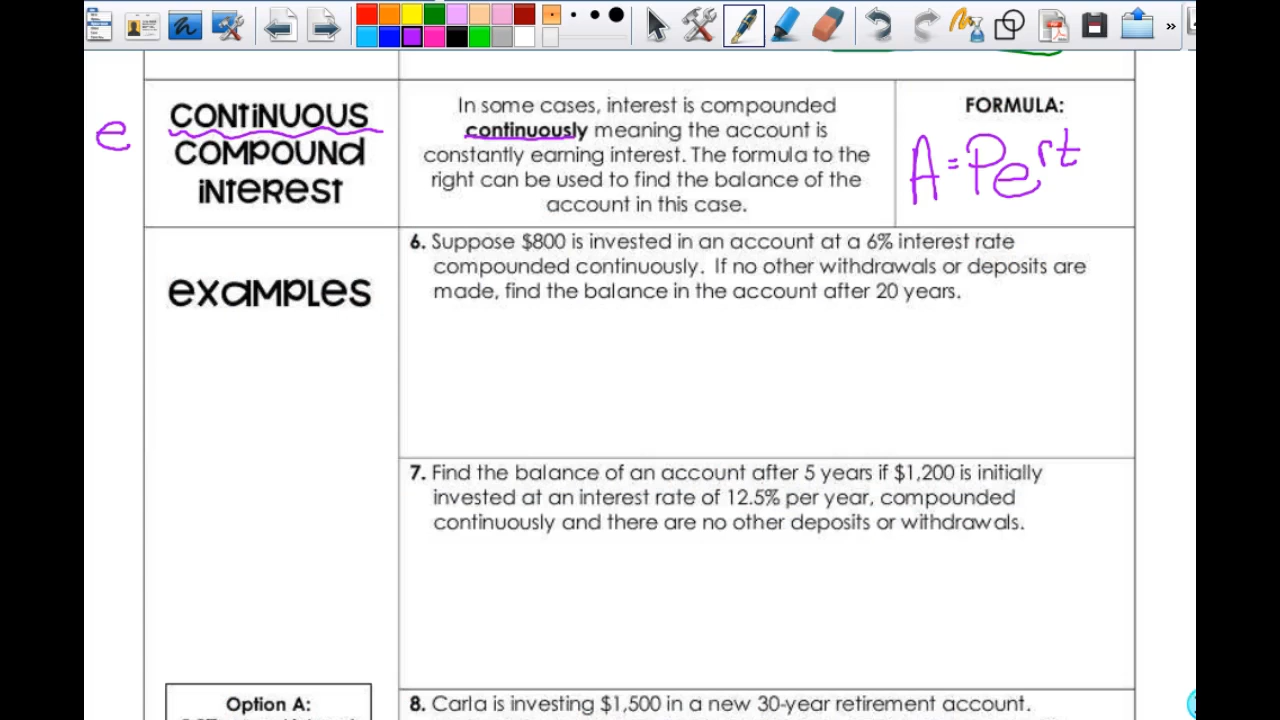 e
CONTINUOUS
COMPOUND
INTEREST
In some cases, interest is compounded
continuously meaning the account is
constantly earning interest. The formula to the
right can be used to find the balance of the
account in this case.
FORMULA:
A = Pe^rt
EXAMPLES
6. Suppose $800 is invested in an account at a 6% interest rate
compounded continuously. If no other withdrawals or deposits are
made, find the balance in the account after 20 years.
7. Find the balance of an account after 5 years if $1,200 is initially
invested at an interest rate of 12.5% per year, compounded
continuously and there are no other deposits or withdrawals.
Option A:
8. Carla is investing $1,500 in a new 30-year retirement account.